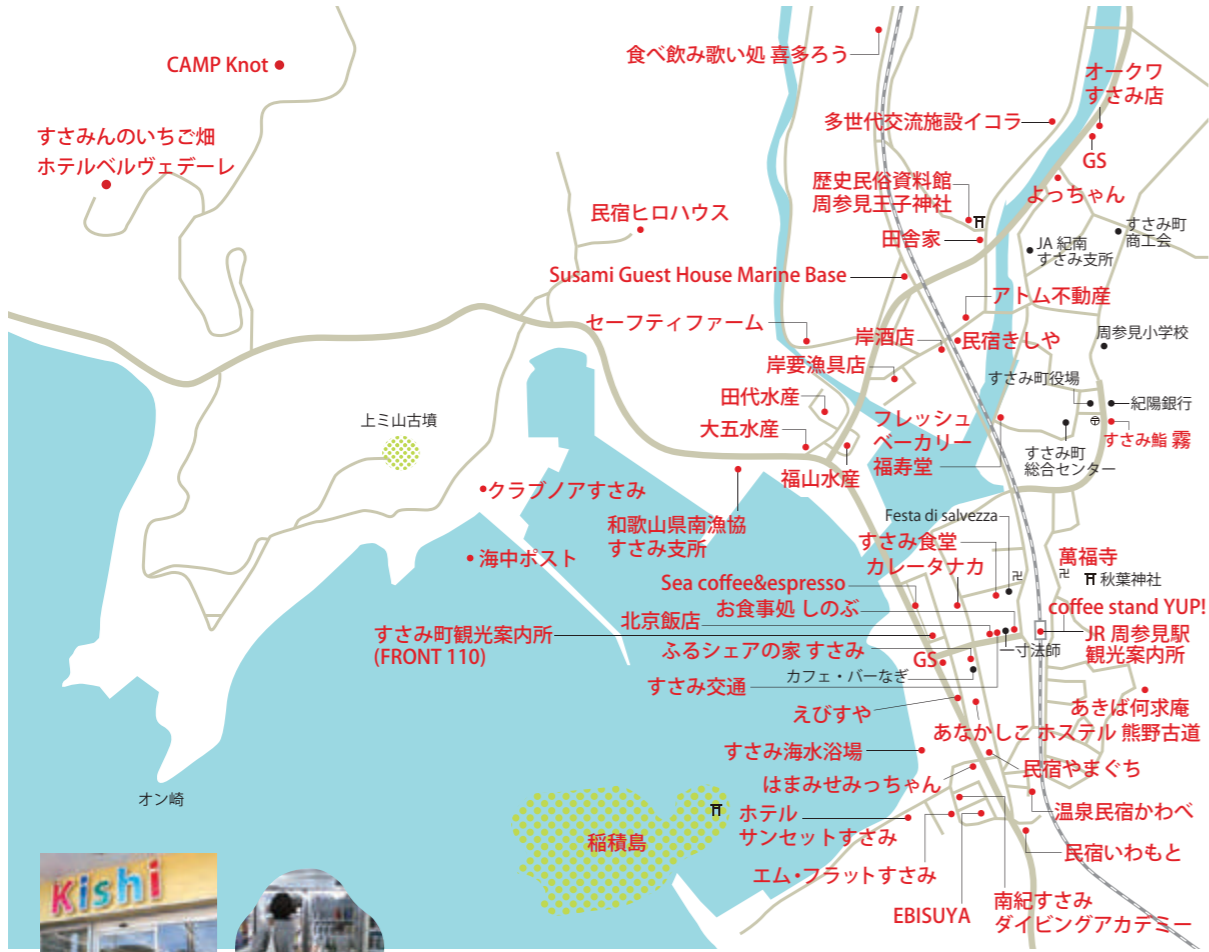 食べ飲み歌い処 喜多ろう
CAMP Knot
オークワ
すさみ店
GS
多世代交流施設イコラ
すさみんのいちご畑
ホテルベルヴェデーレ
よっちゃん
歴史民俗資料館
周参見王子神社
民宿ヒロハウス
田舎家
JA 紀南
すさみ支所
すさみ町
商工会
Susami Guest House Marine Base
アトム不動産
セーフティファーム
岸酒店
民宿きしや
周参見小学校
岸要漁具店
すさみ町役場
田代水産
紀陽銀行
上ミ山古墳
大五水産
フレッシュ
ベーカリー
福寿堂
すさみ鮨 霧
すさみ町
総合センター
福山水産
クラブノアすさみ
和歌山県南漁協
すさみ支所
Festa di salvezza
すさみ食堂
海中ポスト
カレータナカ
萬福寺
秋葉神社
Sea coffee&espresso
お食事処 しのぶ
coffee stand YUP!
北京飯店
すさみ町観光案内所
(FRONT 110)
JR 周参見駅
観光案内所
一寸法師
ふるシェアの家 すさみ
GS
カフェ・バーなぎ
すさみ交通
えびすや
あきば何求庵
あなかしこ ホステル 熊野古道
すさみ海水浴場
民宿やまぐち
はまみせみっちゃん
オン崎
温泉民宿かわべ
ホテル
サンセットすさみ
稲積島
民宿いわもと
エム・フラットすさみ
EBISUYA
南紀すさみ
ダイビングアカデミー
Kishi